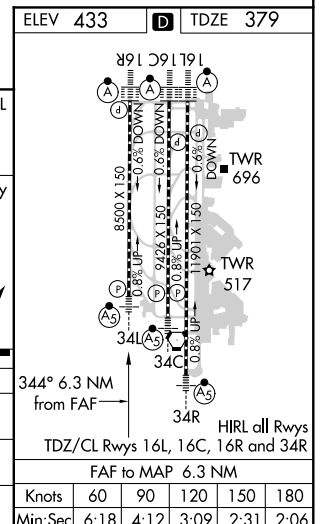 ELEV 433 D TDZE 379
L
y
16R 16C 16L
A A A
P P P
0.6% DOWN
0.6% DOWN
0.6% DOWN
TWR
696
8500 X 150
9426 X 150
11901 X 150
TWR
517
0.8% UP
0.8% UP
0.8% UP
P P P
A5 A5 A5
34L
34C
34R
344° 6.3 NM
from FAF
HIRL all Rwys
TDZ/CL Rwys 16L, 16C, 16R and 34R
FAF to MAP 6.3 NM
Knots 60 90 120 150 180
Min:Sec 6:18 4:12 3:09 2:31 2:06